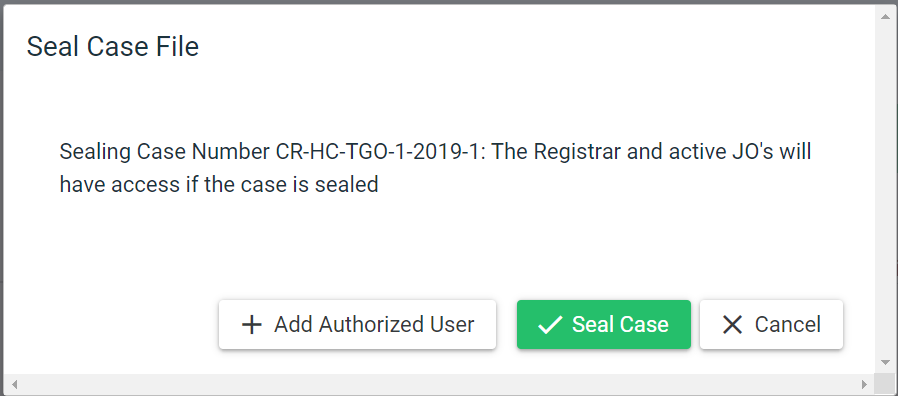 Seal Case File
Sealing Case Number CR-HC-TGO-1-2019-1: The Registrar and active JO's will
have access if the case is sealed
Add Authorized User
Seal Case
Cancel